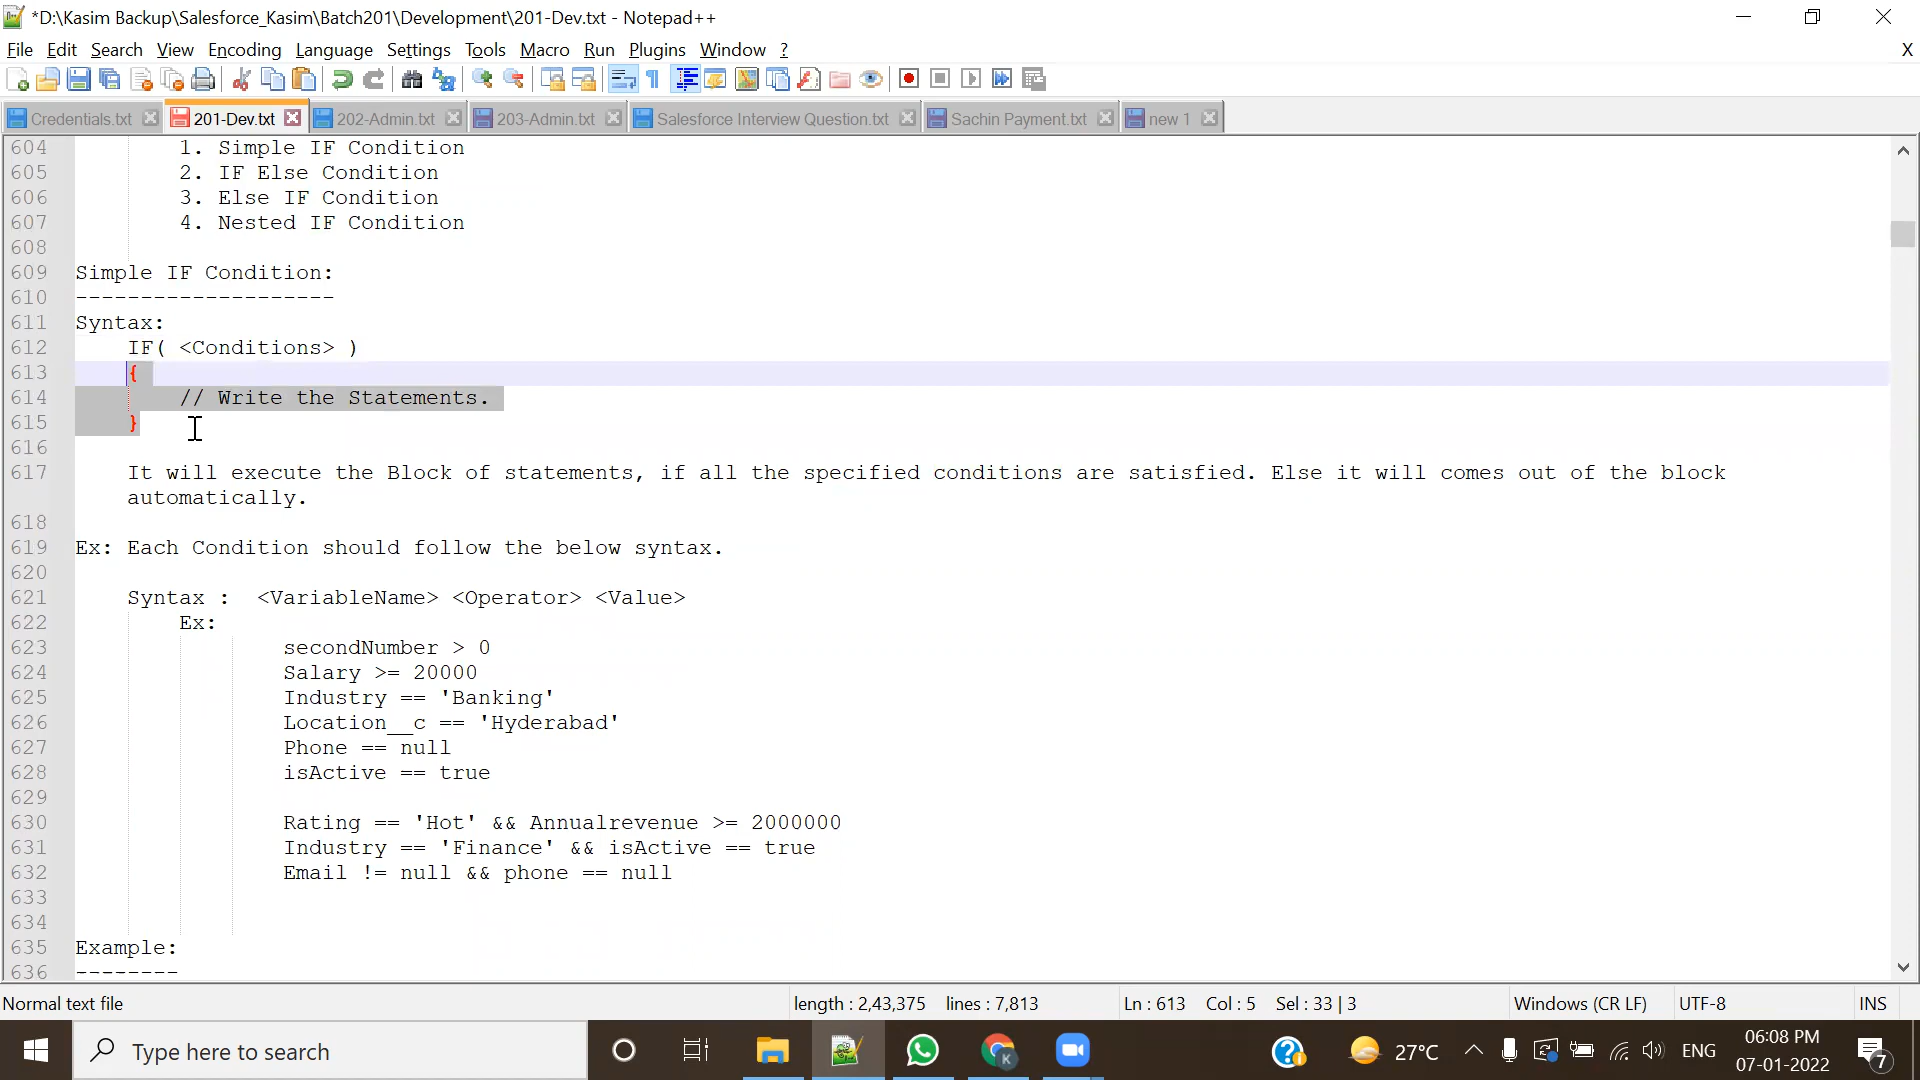 *D:\Kasim Backup\Salesforce_Kasim\Batch201\Development\201-Dev.txt - Notepad++
File Edit Search View Encoding Language Settings Tools Macro Run Plugins Window ? X
Credentials.txt 201-Dev.txt 202-Admin.txt 203-Admin.txt Salesforce Interview Question.txt Sachin Payment.txt new 1
604 1. Simple IF Condition
605 2. IF Else Condition
606 3. Else IF Condition
607 4. Nested IF Condition
608
609 Simple IF Condition:
610 --------------------
611 Syntax:
612 IF( <Conditions> )
613 {
614 // Write the Statements.
615 }
616
617 It will execute the Block of statements, if all the specified conditions are satisfied. Else it will comes out of the block
automatically.
618
619 Ex: Each Condition should follow the below syntax.
620
621 Syntax : <VariableName> <Operator> <Value>
622 Ex:
623 secondNumber > 0
624 Salary >= 20000
625 Industry == 'Banking'
626 Location__c == 'Hyderabad'
627 Phone == null
628 isActive == true
629
630 Rating == 'Hot' && Annualrevenue >= 2000000
631 Industry == 'Finance' && isActive == true
632 Email != null && phone == null
633
634
635 Example:
636 --------
Normal text file length : 2,43,375 lines : 7,813 Ln : 613 Col : 5 Sel : 33 | 3 Windows (CR LF) UTF-8 INS
Type here to search K 27°C ENG 06:08 PM
07-01-2022 7